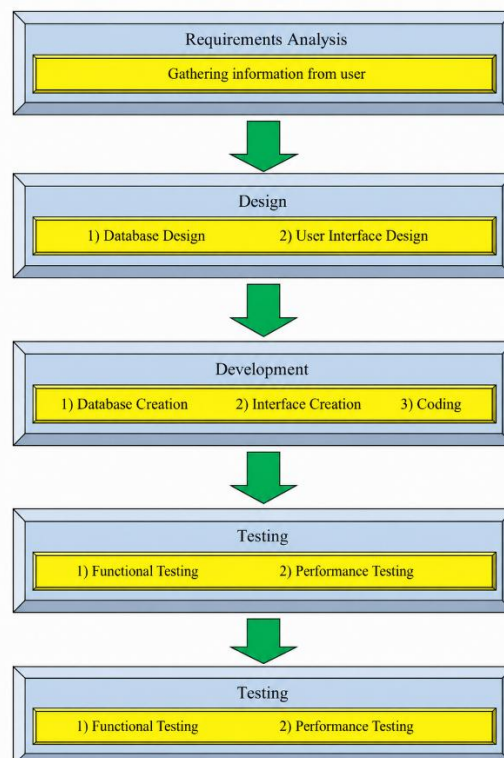 Requirements Analysis
Gathering information from user
Design
1) Database Design 2) User Interface Design
Development
1) Database Creation 2) Interface Creation 3) Coding
Testing
1) Functional Testing 2) Performance Testing
Testing
1) Functional Testing 2) Performance Testing